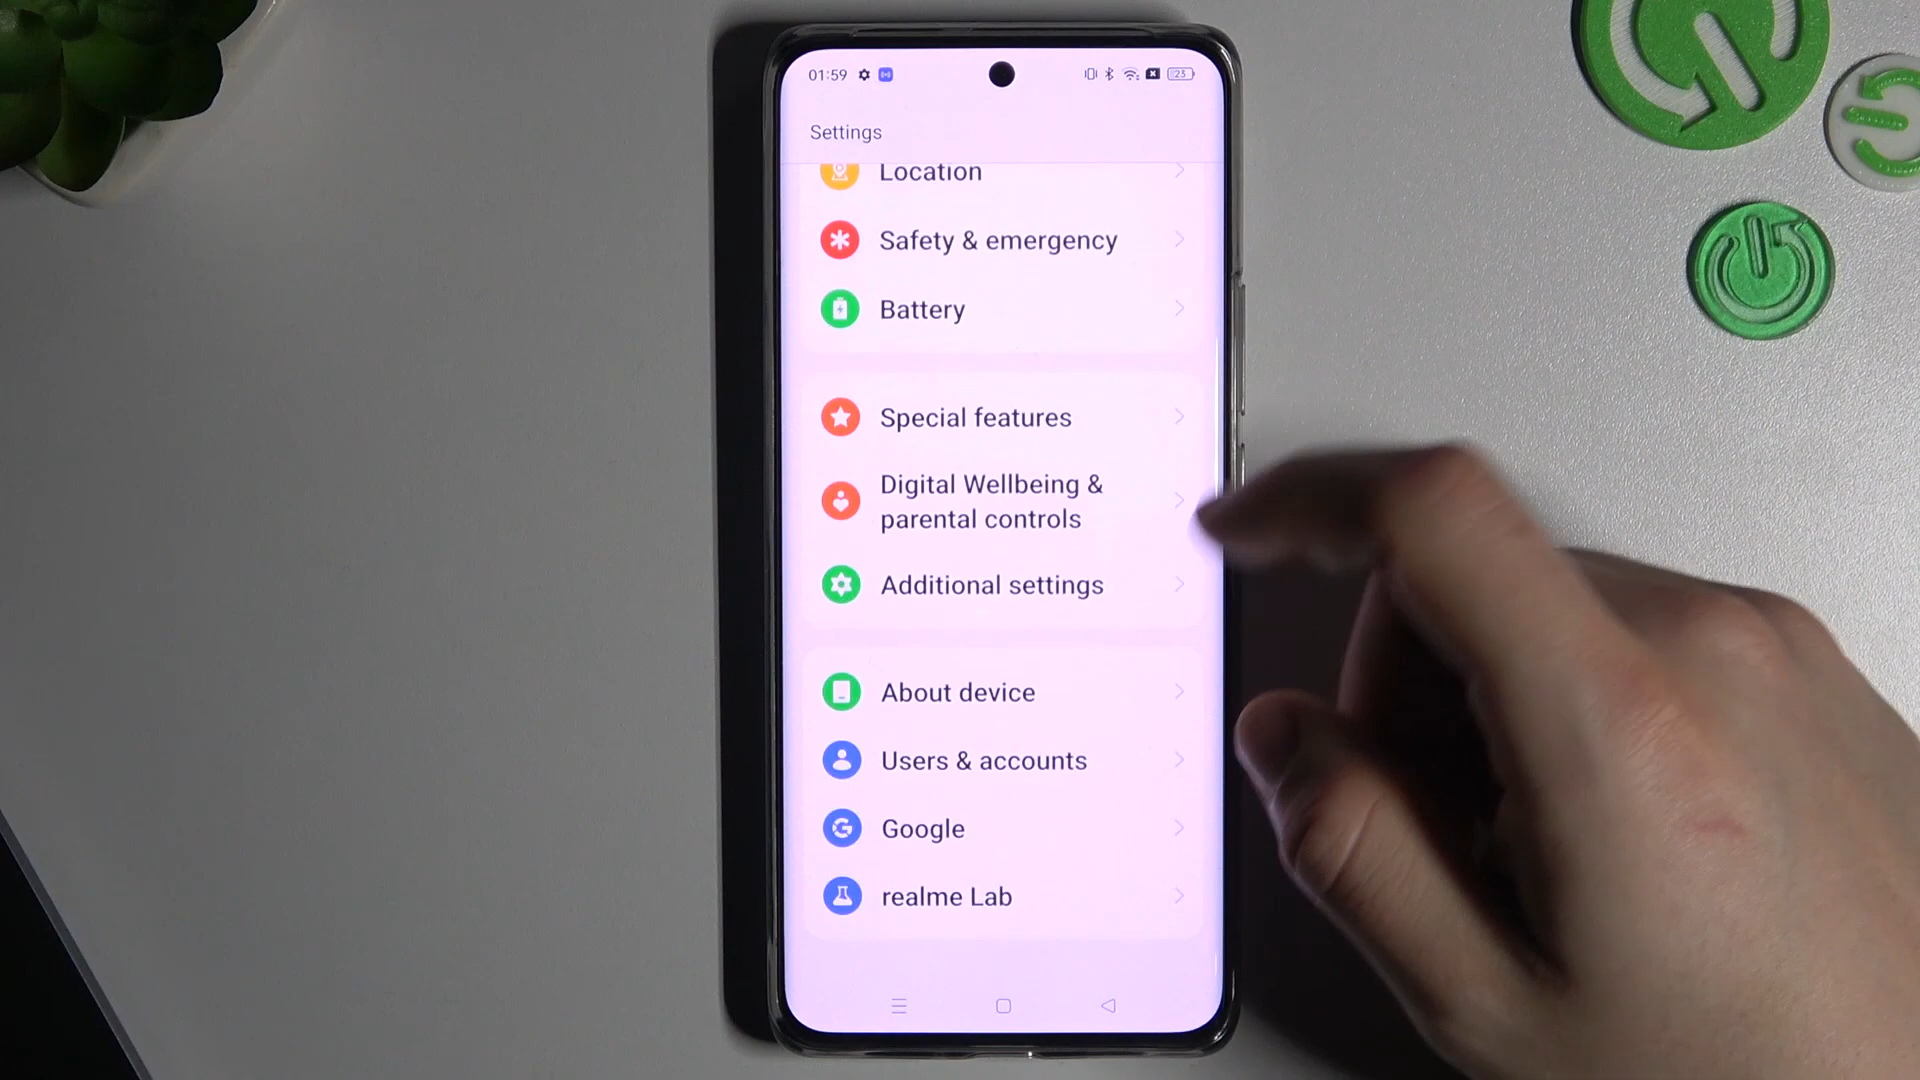 01:59
23
Settings
Location
Safety & emergency
Battery
Special features
Digital Wellbeing &
parental controls
Additional settings
About device
Users & accounts
Google
realme Lab